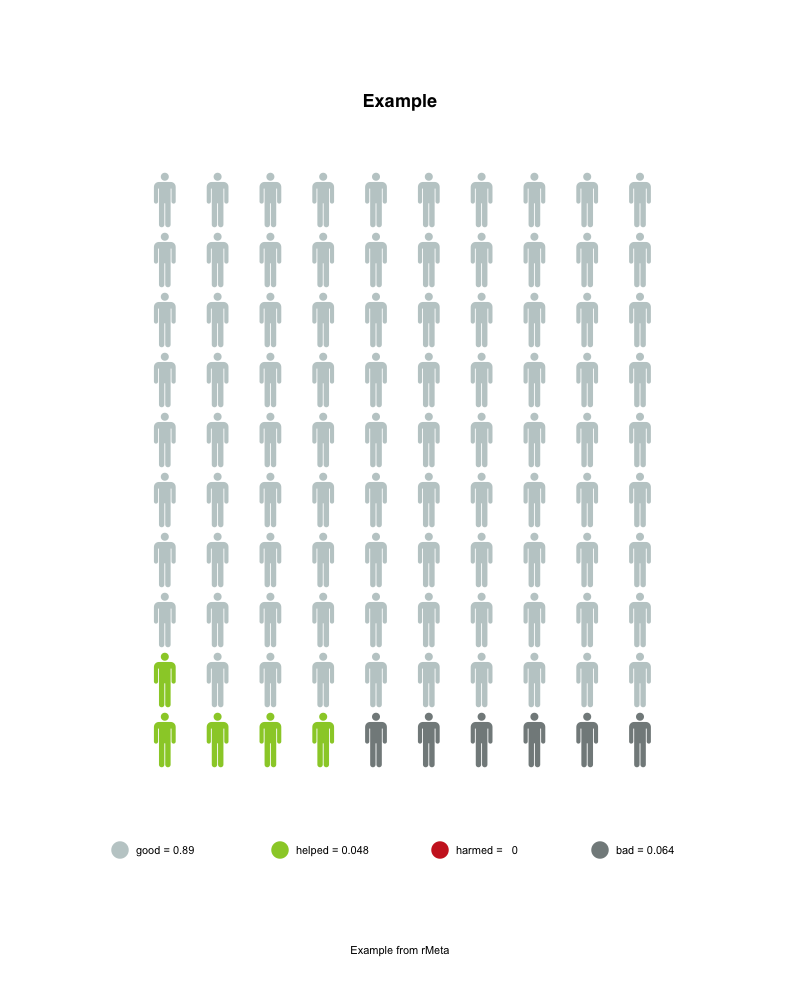 Example
good = 0.89
helped = 0.048
harmed =   0
bad = 0.064
Example from rMeta